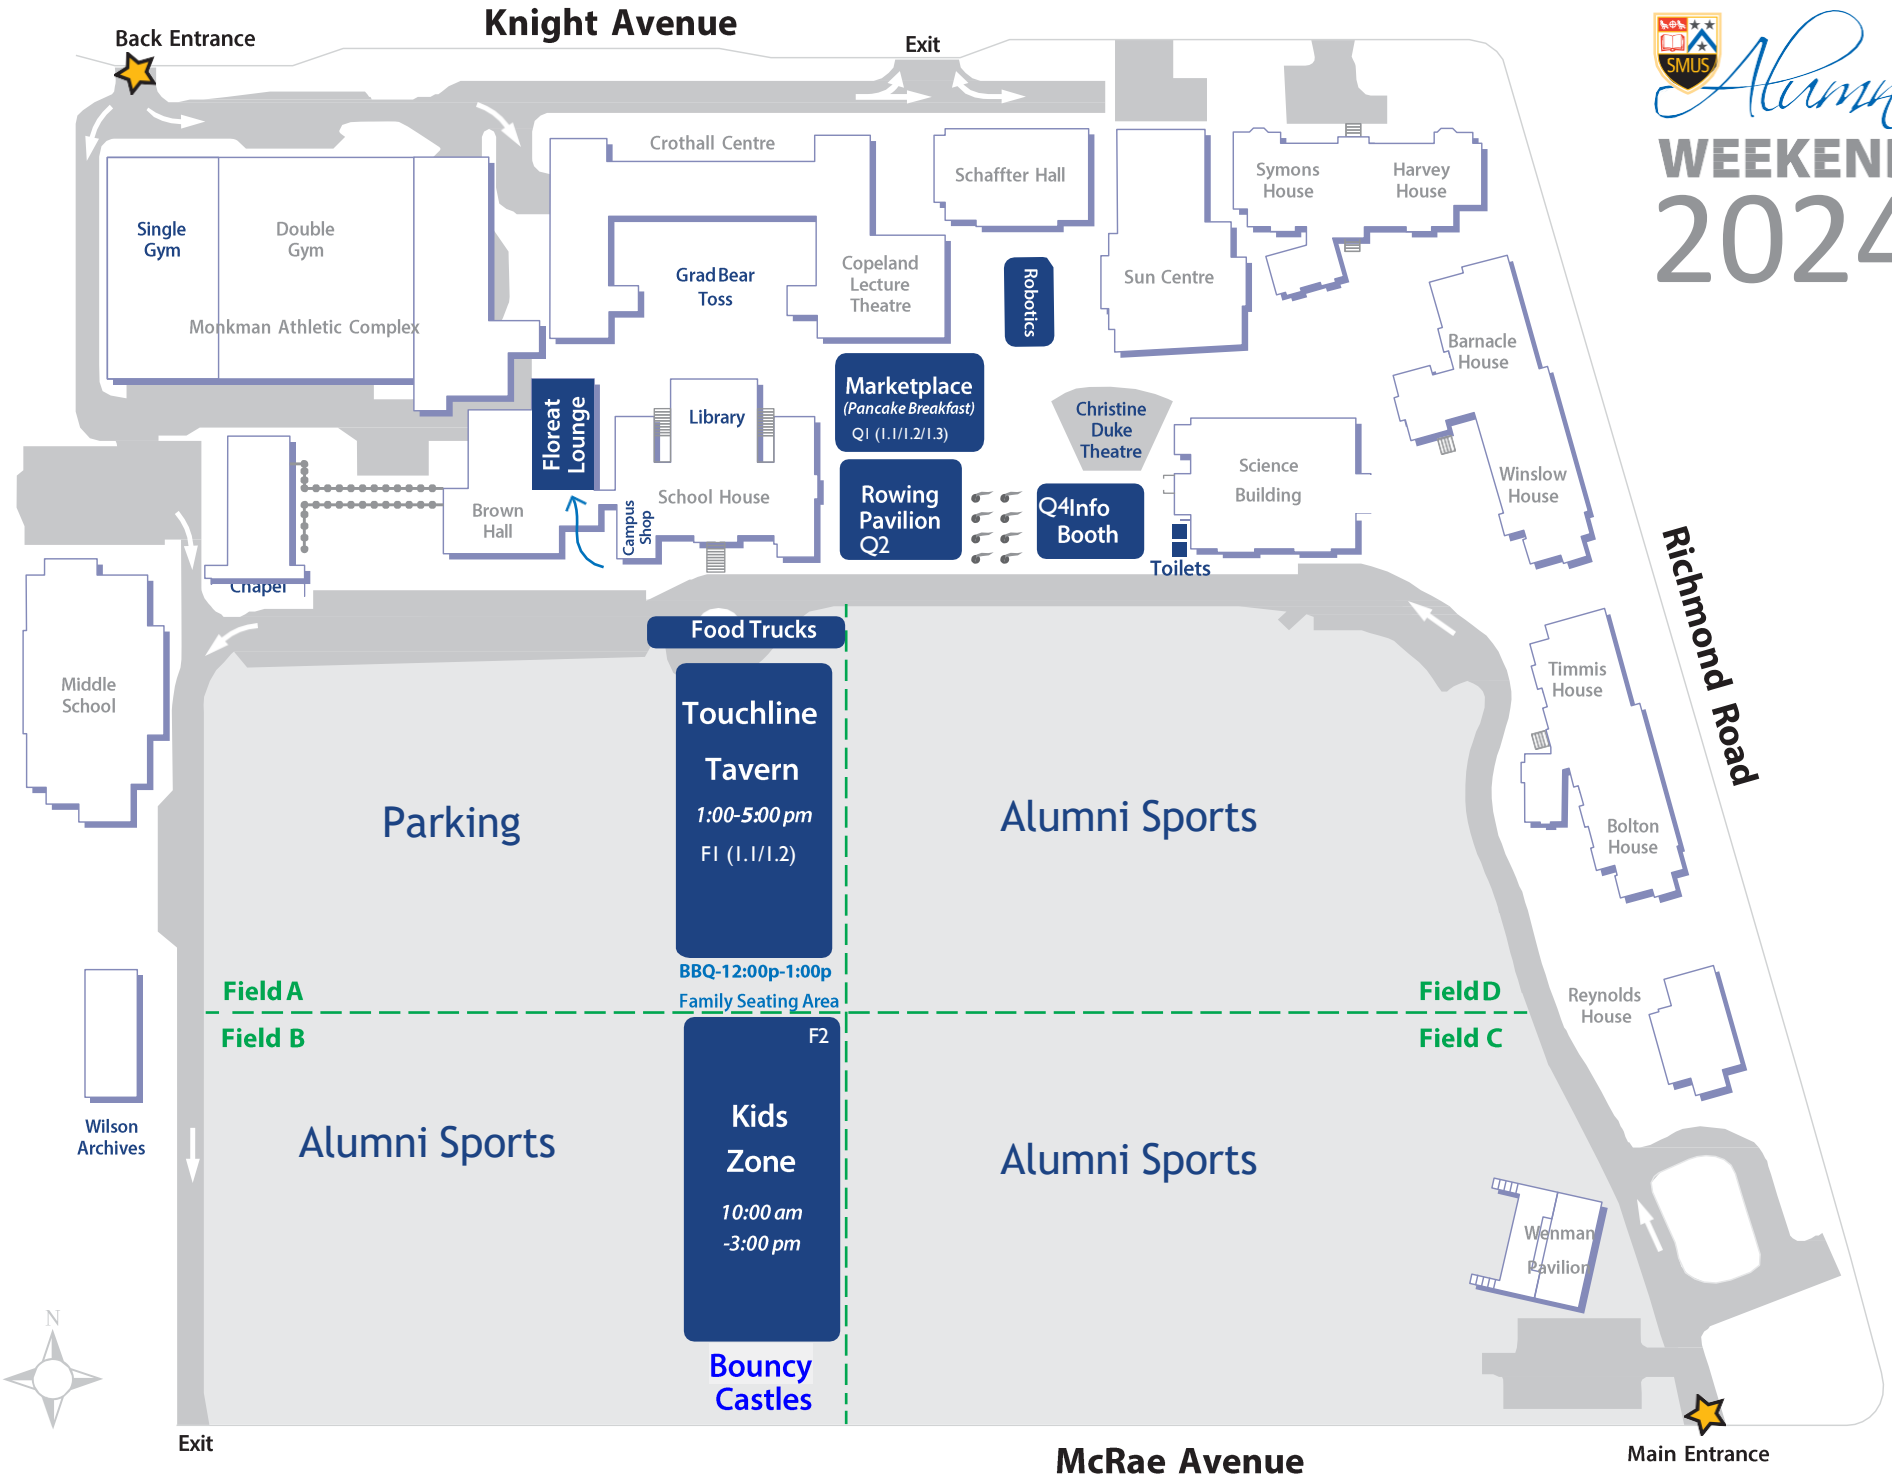 Knight Avenue
Back Entrance
Exit
SMUS
WEEKEN
2024
Crothall Centre
Schaffter Hall
Symons
House
Harvey
House
Single
Gym
Double
Gym
Monkman Athletic Complex
Grad Bear
Toss
Copeland
Lecture
Theatre
Robotics
Sun Centre
Barnacle
House
Winslow
House
Marketplace
(Pancake Breakfast)
Q1 (1.1/1.2/1.3)
Christine
Duke
Theatre
Floreat
Lounge
Library
School House
Campus
Shop
Brown
Hall
Rowing
Pavilion
Q2
Q4Info
Booth
Science
Building
Toilets
Chapel
Richmond Road
Middle
School
Food Trucks
Touchline
Tavern
1:00-5:00 pm
F1 (1.1/1.2)
Parking
Alumni Sports
Timmis
House
Bolton
House
BBQ-12:00p-1:00p
Family Seating Area
Field A
Field D
Field B
Field C
Reynolds
House
F2
Kids
Zone
10:00 am
-3:00 pm
Wilson
Archives
Alumni Sports
Alumni Sports
Wenman
Pavilion
N
Bouncy
Castles
Exit
McRae Avenue
Main Entrance